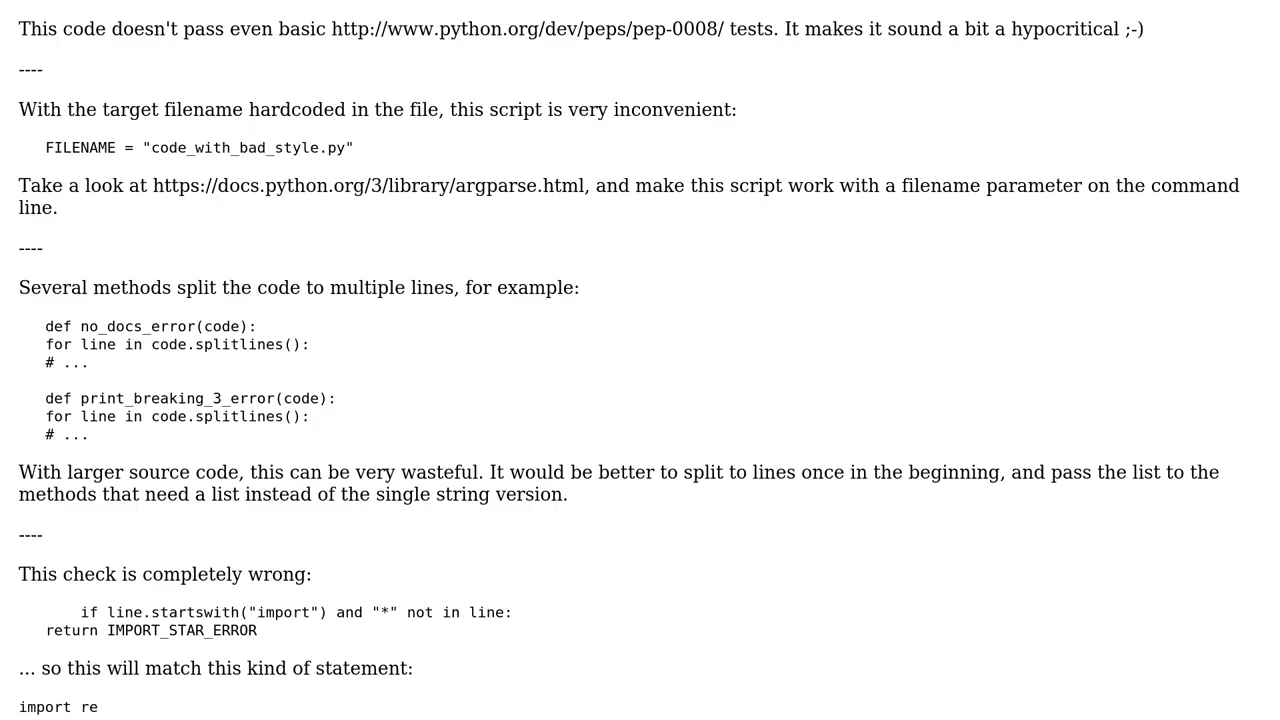 This code doesn't pass even basic http://www.python.org/dev/peps/pep-0008/ tests. It makes it sound a bit a hypocritical ;-)
----
With the target filename hardcoded in the file, this script is very inconvenient:
FILENAME = "code_with_bad_style.py"
Take a look at https://docs.python.org/3/library/argparse.html, and make this script work with a filename parameter on the command
line.
----
Several methods split the code to multiple lines, for example:
def no_docs_error(code):
for line in code.splitlines():
# ...
def print_breaking_3_error(code):
for line in code.splitlines():
# ...
With larger source code, this can be very wasteful. It would be better to split to lines once in the beginning, and pass the list to the
methods that need a list instead of the single string version.
----
This check is completely wrong:
if line.startswith("import") and "*" not in line:
return IMPORT_STAR_ERROR
... so this will match this kind of statement:
import re